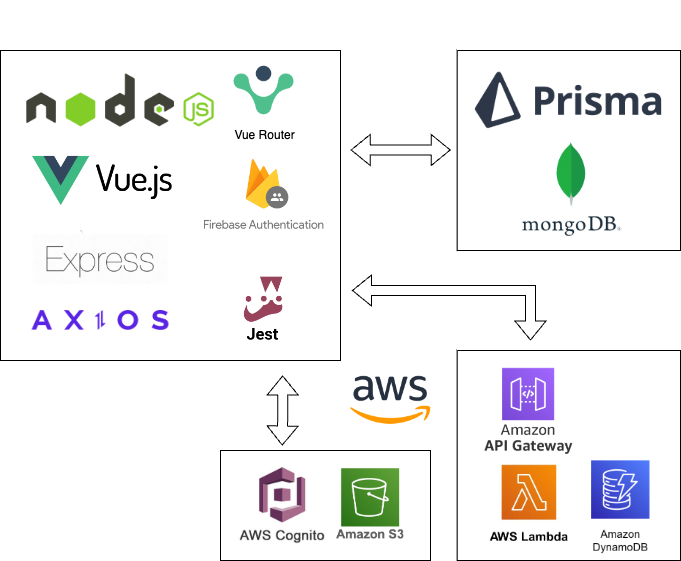 node
JS
Vue Router
Prisma
Vue.js
Firebase Authentication
mongoDB.
Express
AXIOS
Jest
aws
Amazon
API Gateway
AWS Cognito
Amazon S3
AWS Lambda
Amazon
DynamoDB